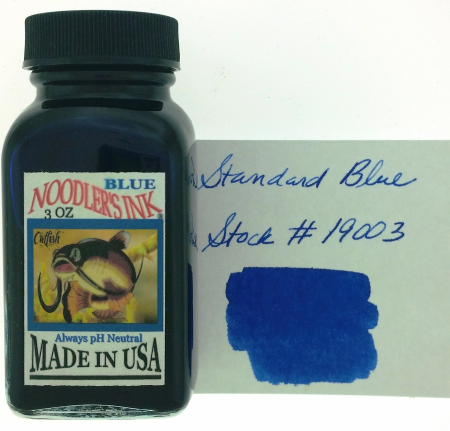 BLUE
NOODLER'S INK
3 OZ
Catfish
Always pH Neutral
MADE IN USA
Standard Blue
Stock # 19003